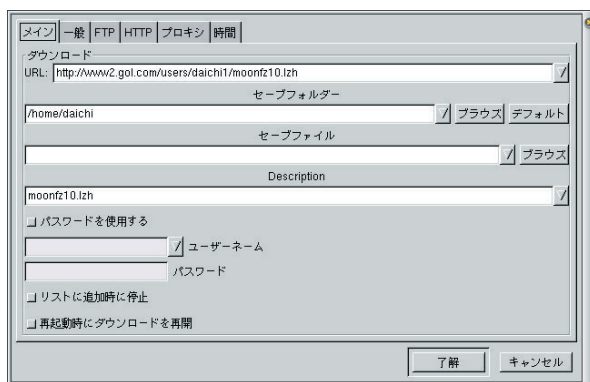 メイン 一般 FTP HTTP プロキシ 時間
ダウンロード
URL: http://www2.gol.com/users/daichi1/moonfz10.lzh
セーブフォルダー
/home/daichi ブラウズ デフォルト
セーブファイル
ブラウズ
Description
moonfz10.lzh
パスワードを使用する
ユーザーネーム
パスワード
リストに追加時に停止
再起動時にダウンロードを再開
了解 キャンセル